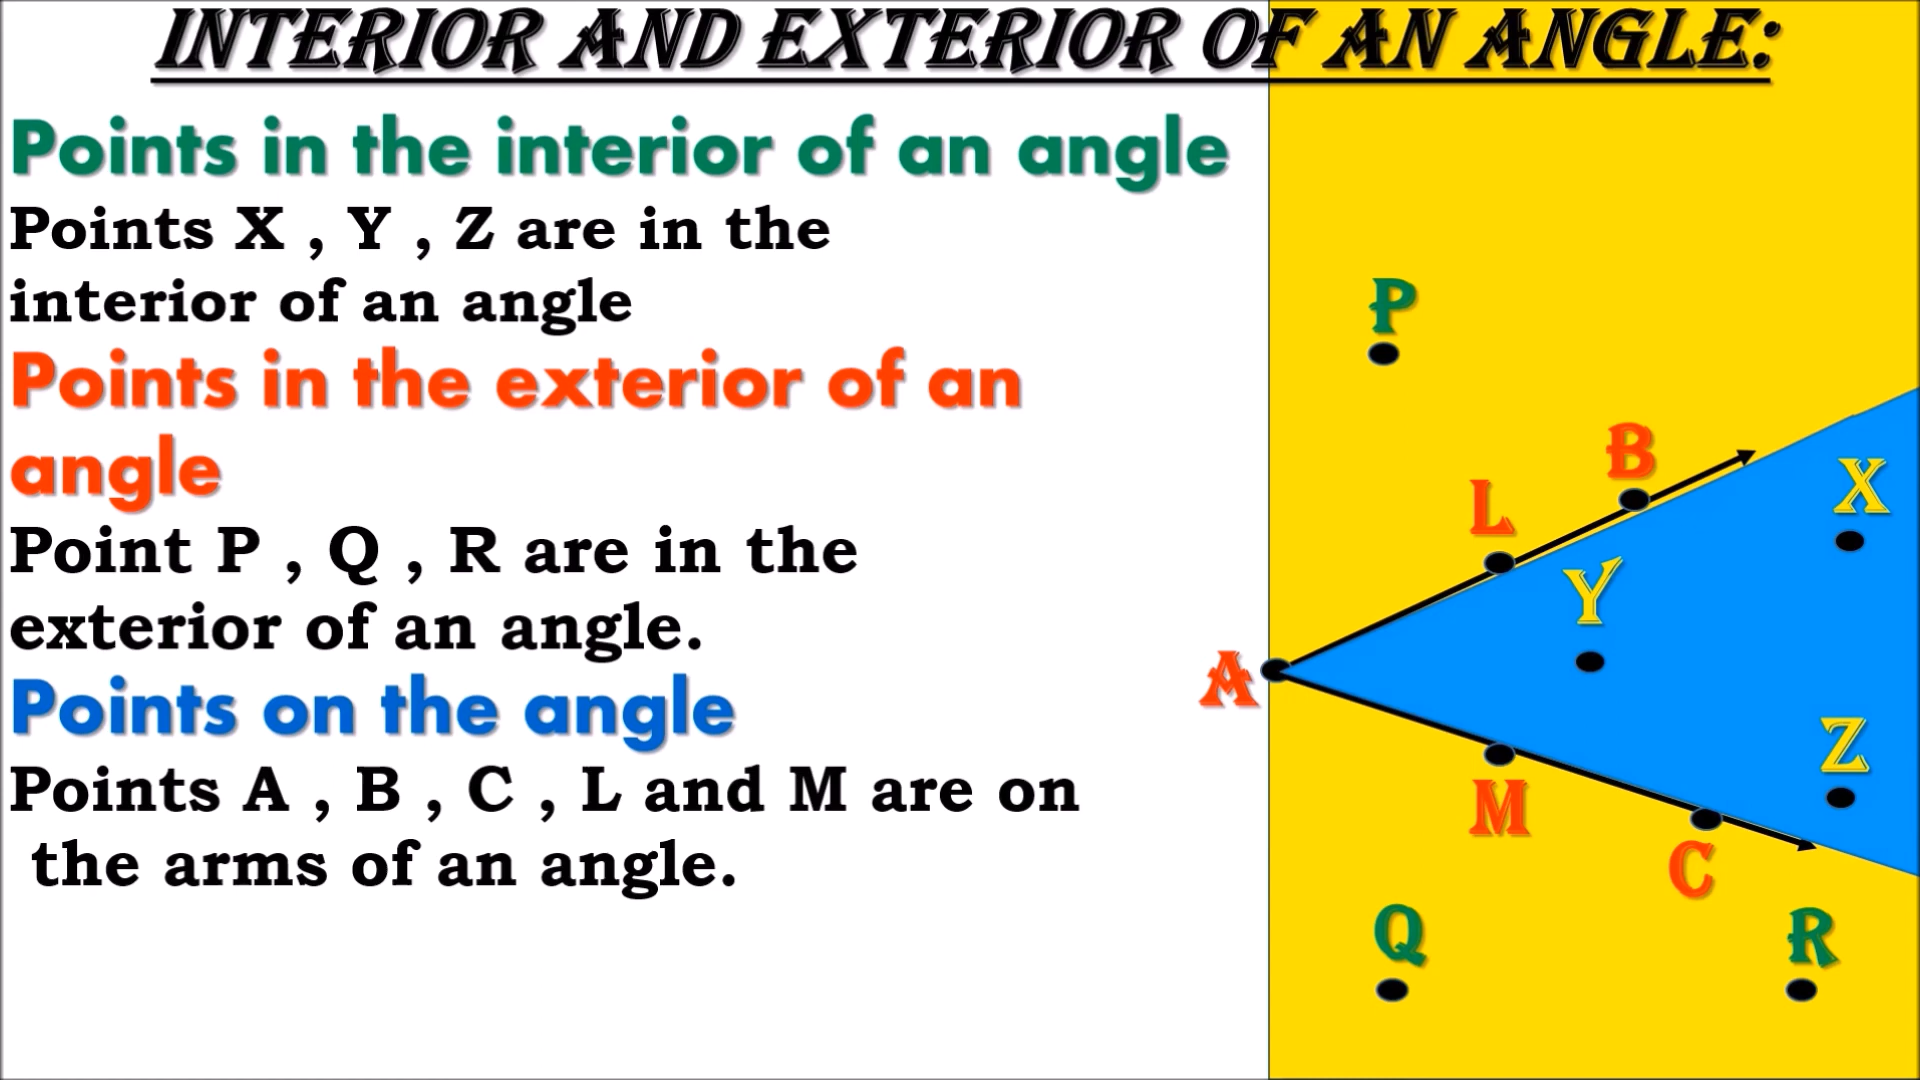 INTERIOR AND EXTERIOR OF AN ANGLE:
Points in the interior of an angle
Points X , Y , Z are in the
interior of an angle
Points in the exterior of an
angle
Point P , Q , R are in the
exterior of an angle.
Points on the angle
Points A , B , C , L and M are on
the arms of an angle.
P
B
L
X
Y
A
Z
M
C
Q
R